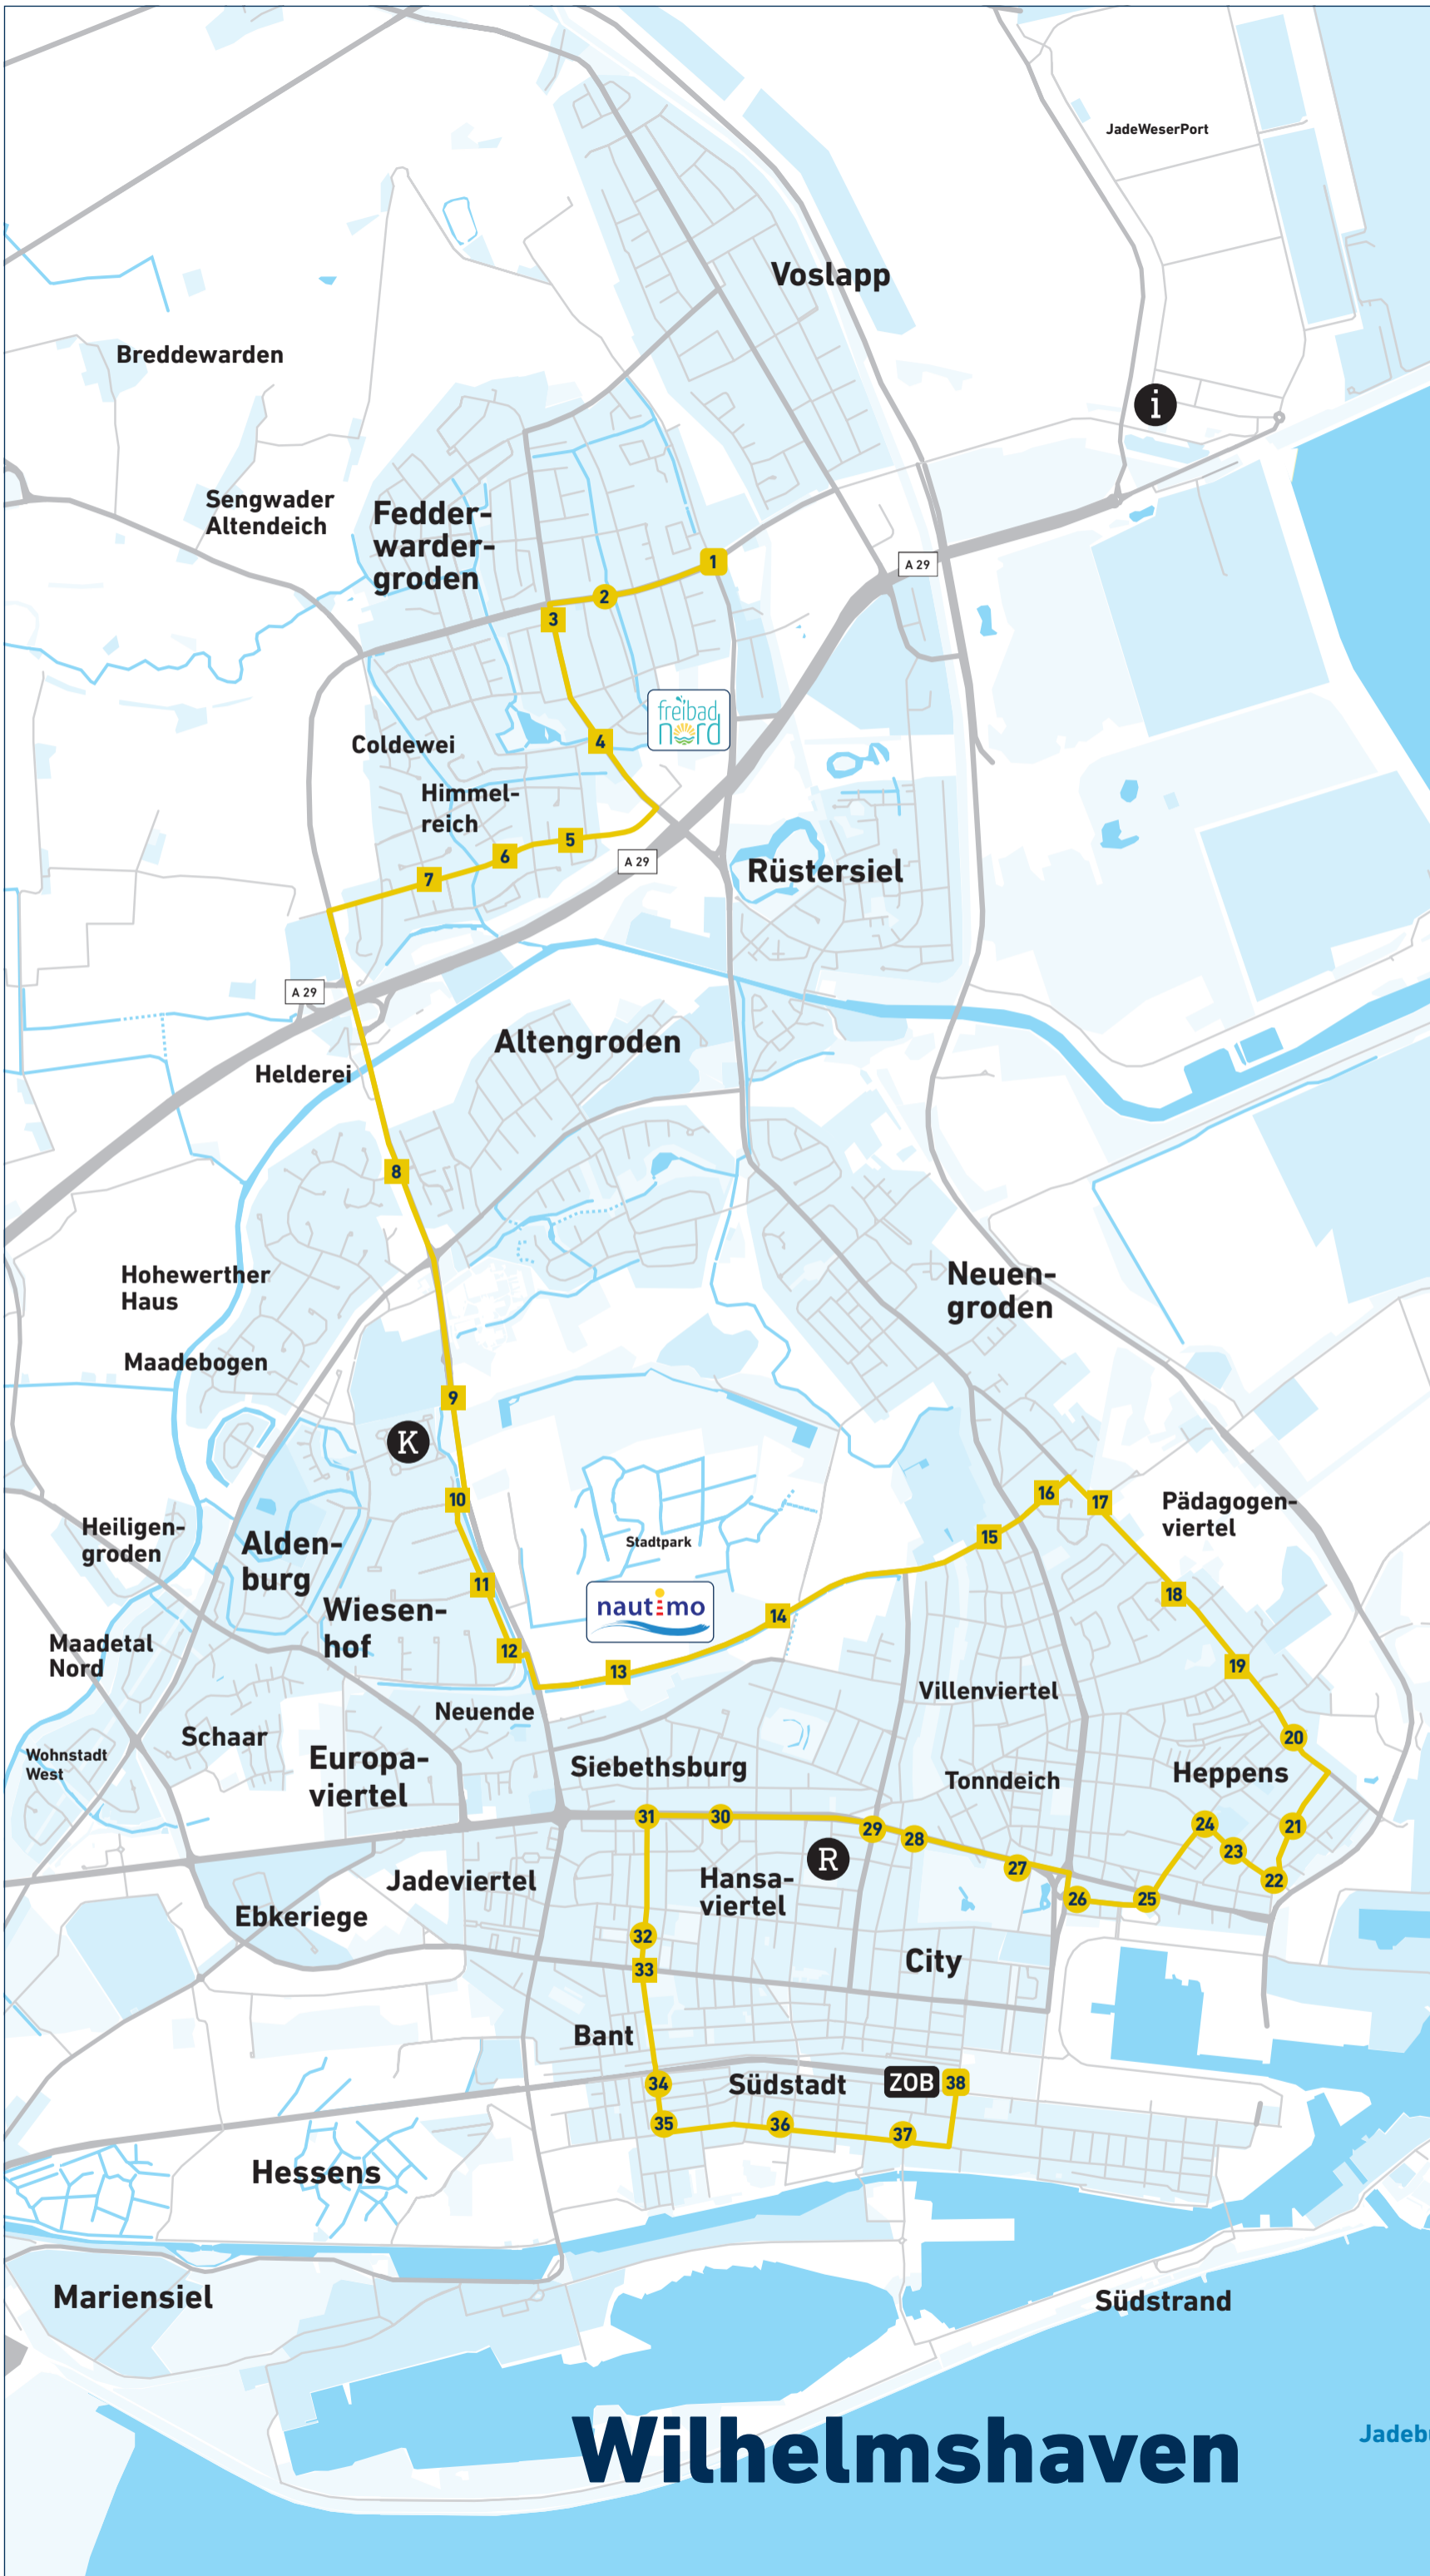 JadeWeserPort
Voslapp
Breddewarden
i
Sengwader
Altendeich
Fedder-
warder-
groden
1
A 29
2
3
freibad
nord
4
Coldewei
Himmel-
reich
5
6
7
A 29
Rüstersiel
A 29
Altengroden
Helderei
8
Hohewerther
Haus
Neuen-
groden
Maadebogen
9
K
10
16
17
Pädagogen-
viertel
Heiligen-
groden
Alden-
burg
Stadtpark
15
11
nautimo
18
Wiesen-
hof
14
Maadetal
Nord
12
13
19
Villenviertel
Neuende
20
Schaar
Wohnstadt
West
Europa-
viertel
Siebethsburg
Tonndeich
Heppens
31
30
29
28
24
21
23
R
27
22
Jadeviertel
Hansa-
viertel
26
25
Ebkeriege
32
City
33
Bant
34
Südstadt
ZOB
38
35
36
37
Hessens
Mariensiel
Südstrand
Wilhelmshaven
Jadeb